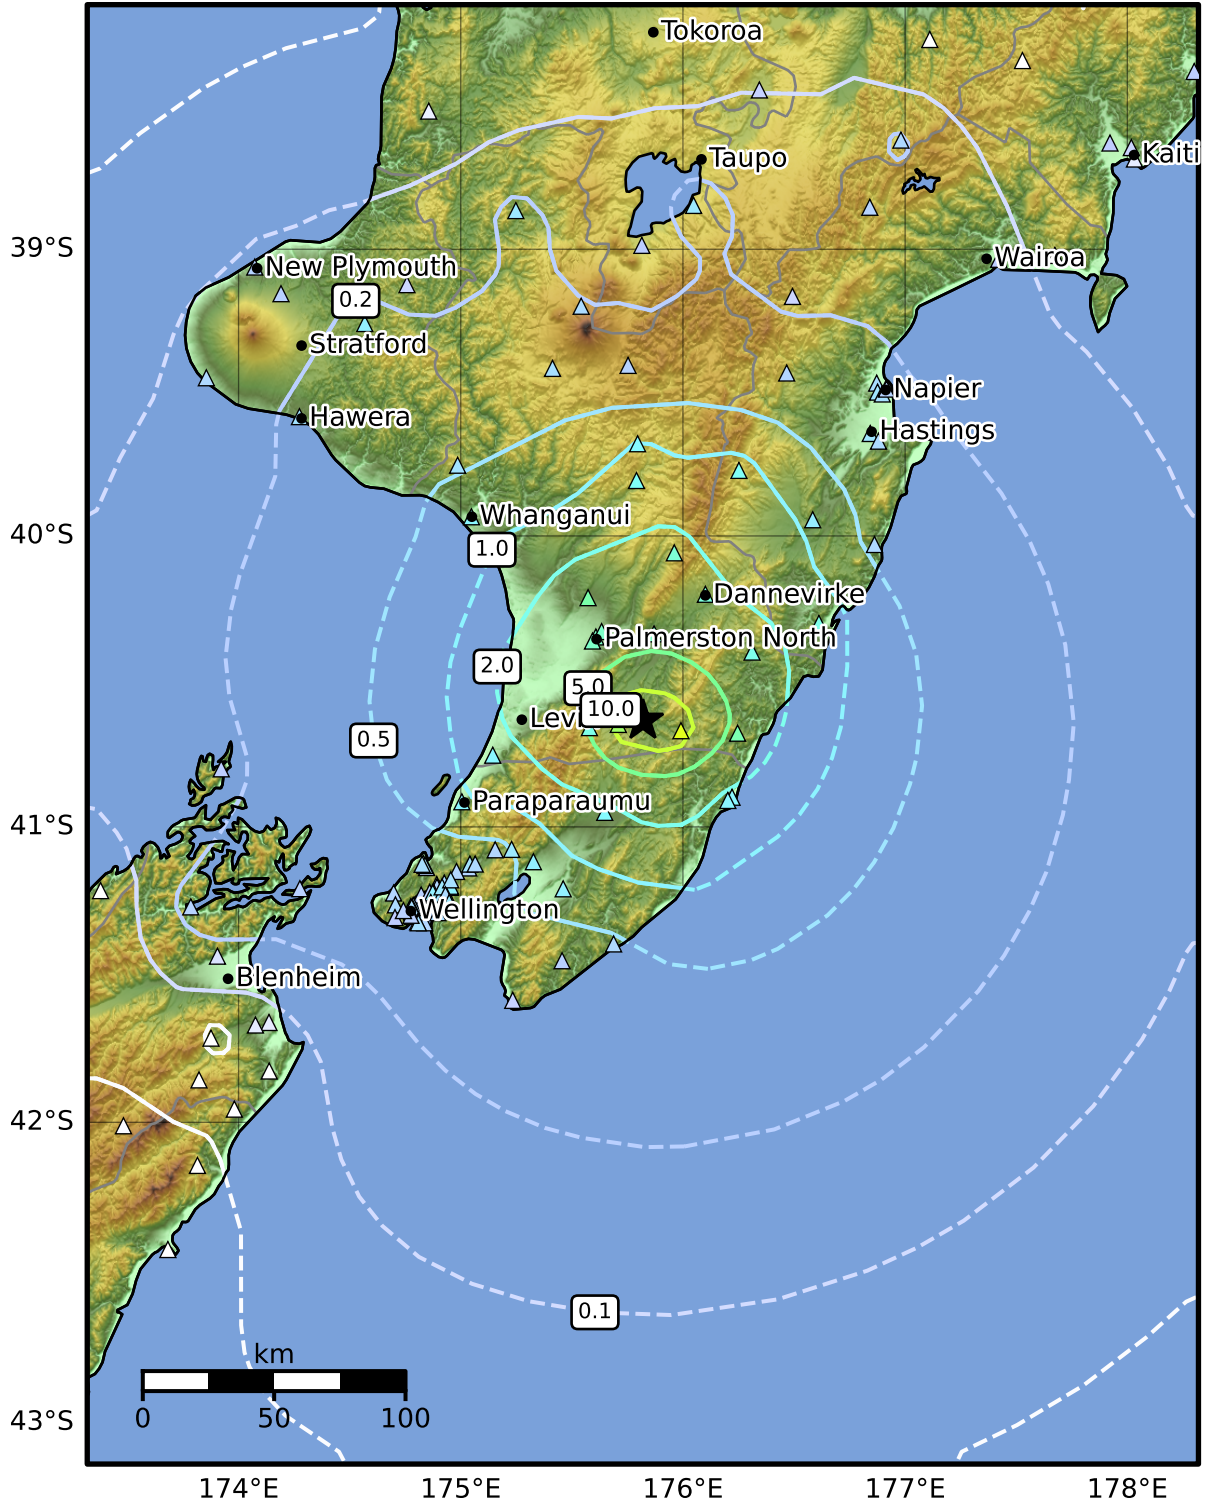 Tokoroa
Taupo
Kaiti
39°S
Wairoa
New Plymouth
0.2
Stratford
Napier
Hawera
Hastings
Whanganui
40°S
1.0
Dannevirke
Palmerston North
2.0
5.0
10.0
Levi
0.5
Paraparaumu
41°S
Wellington
Blenheim
42°S
0.1
km
0 50 100
43°S
174°E 175°E 176°E 177°E 178°E